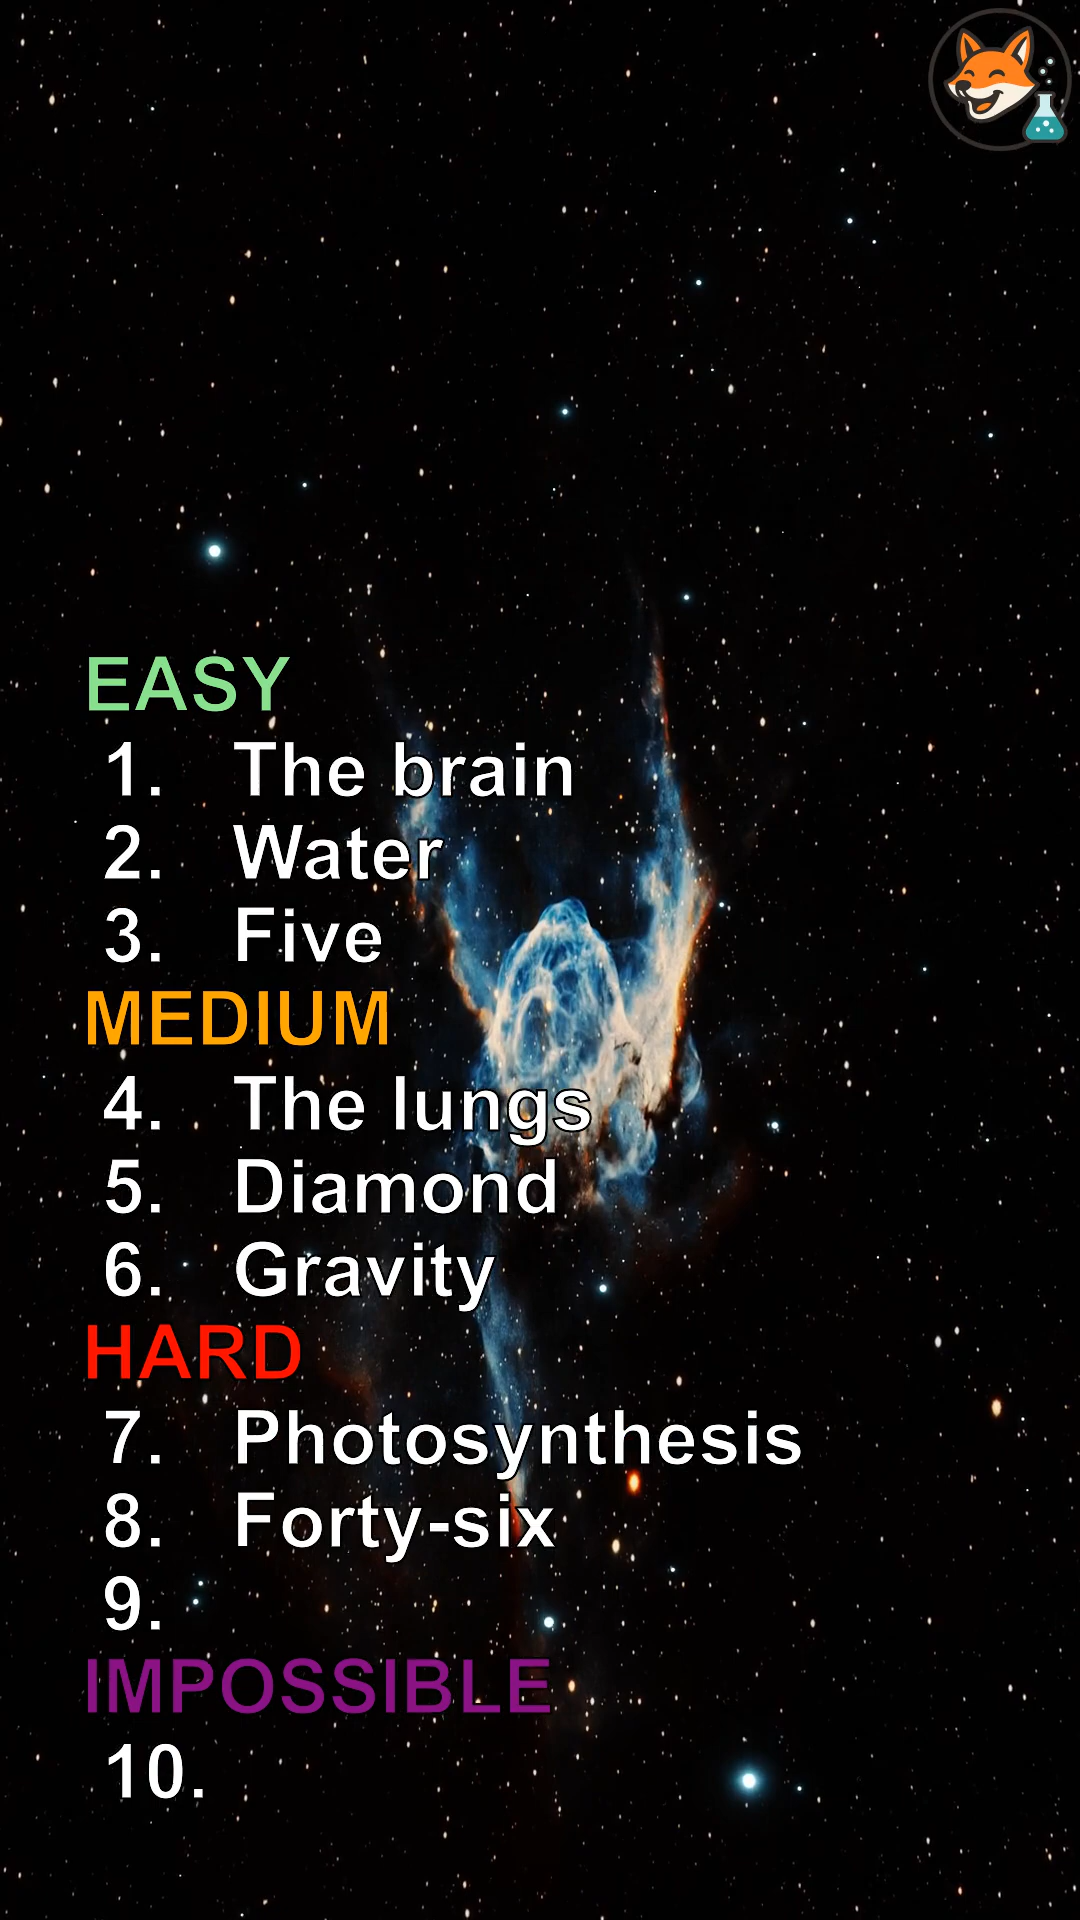 EASY
1. The brain
2. Water
3. Five
MEDIUM
4. The lungs
5. Diamond
6. Gravity
HARD
7. Photosynthesis
8. Forty-six
9.
IMPOSSIBLE
10.